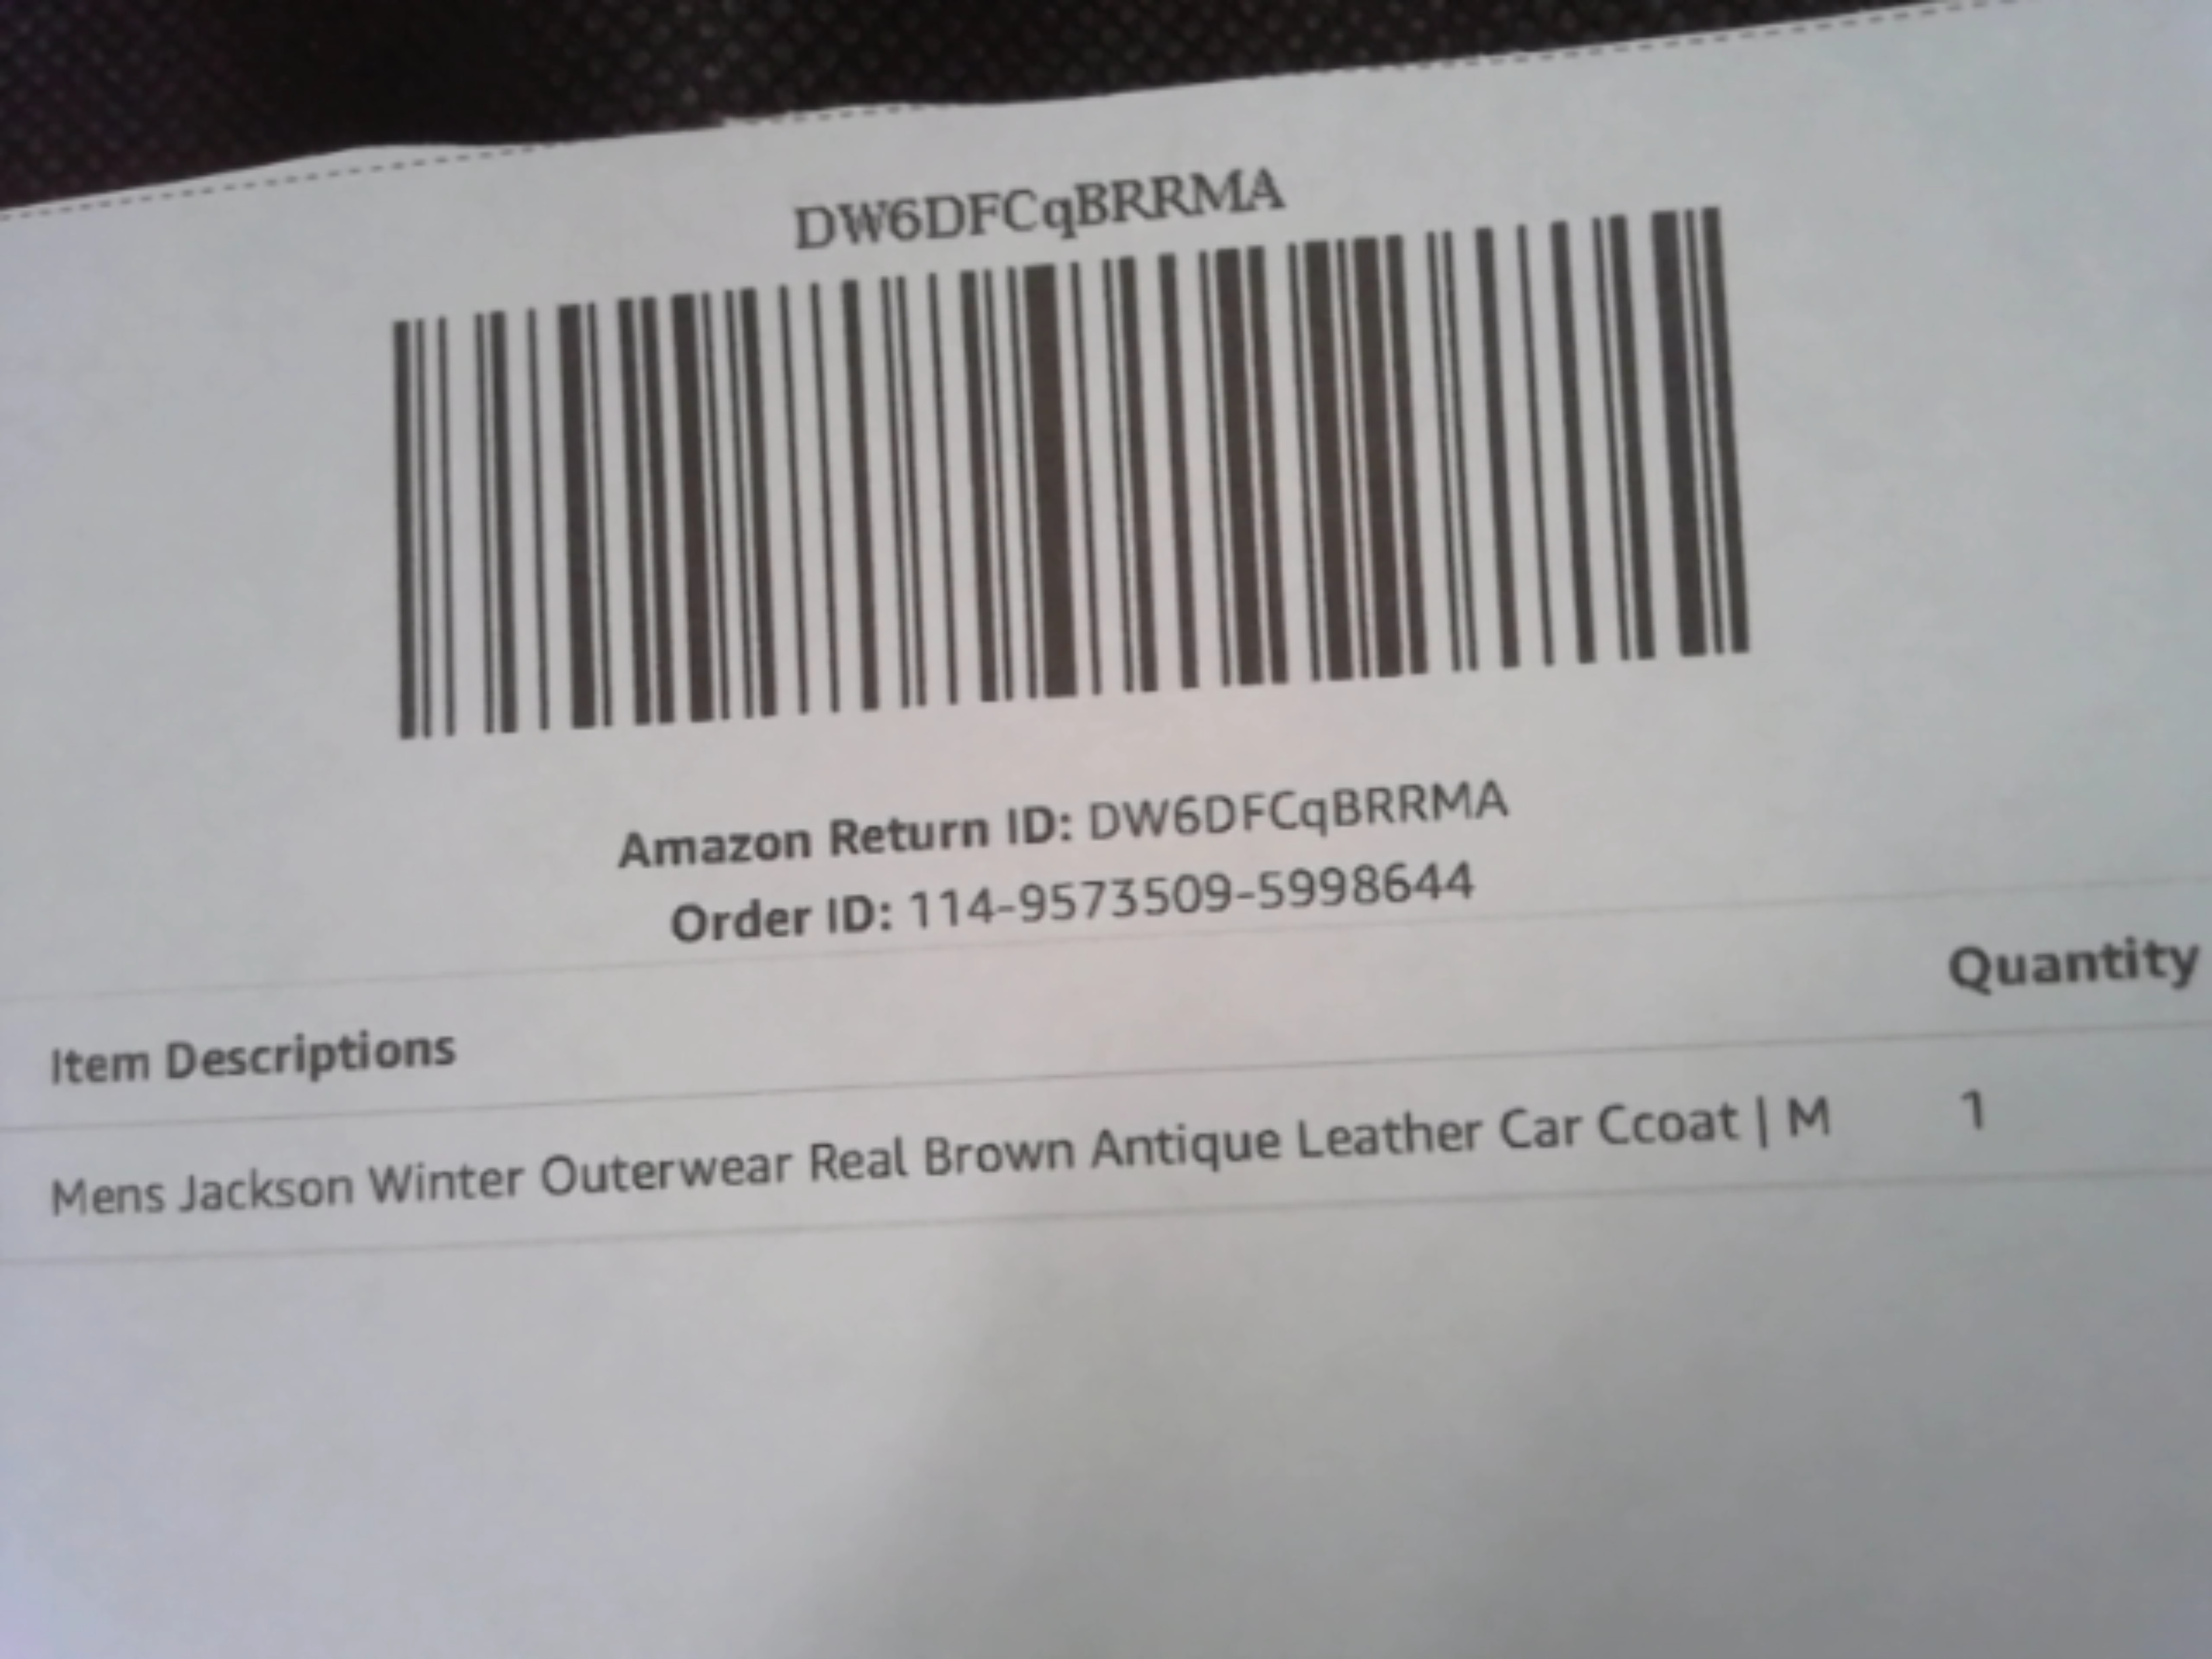 DW6DFCqBRRMA
Amazon Return ID: DW6DFCqBRRMA
Order ID: 114-9573509-5998644
Item Descriptions Quantity
Mens Jackson Winter Outerwear Real Brown Antique Leather Car Ccoat | M 1